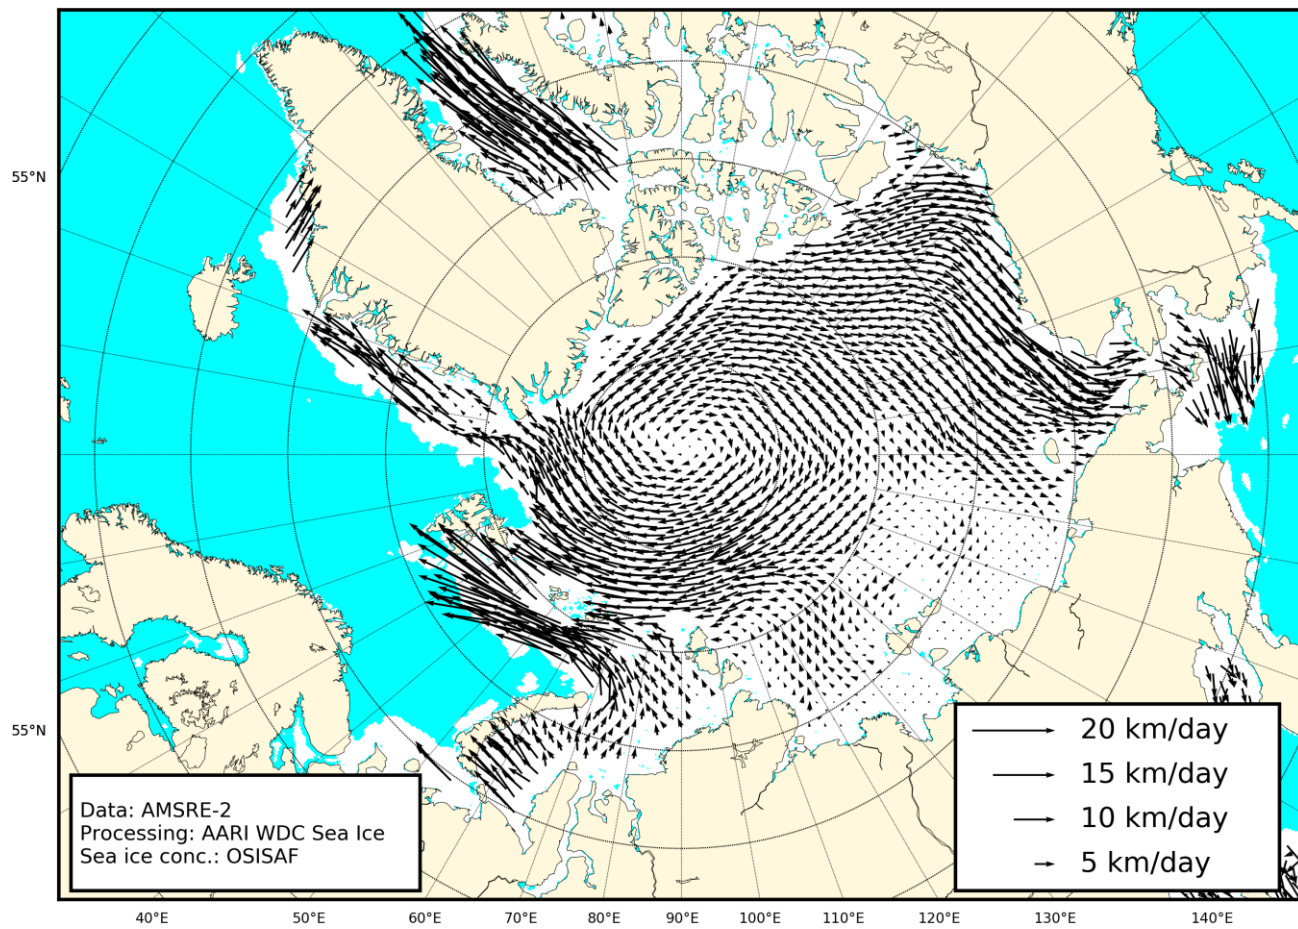 55°N
55°N
Data: AMSRE-2
Processing: AARI WDC Sea Ice
Sea ice conc.: OSISAF
20 km/day
15 km/day
10 km/day
5 km/day
40°E 50°E 60°E 70°E 80°E 90°E 100°E 110°E 120°E 130°E 140°E